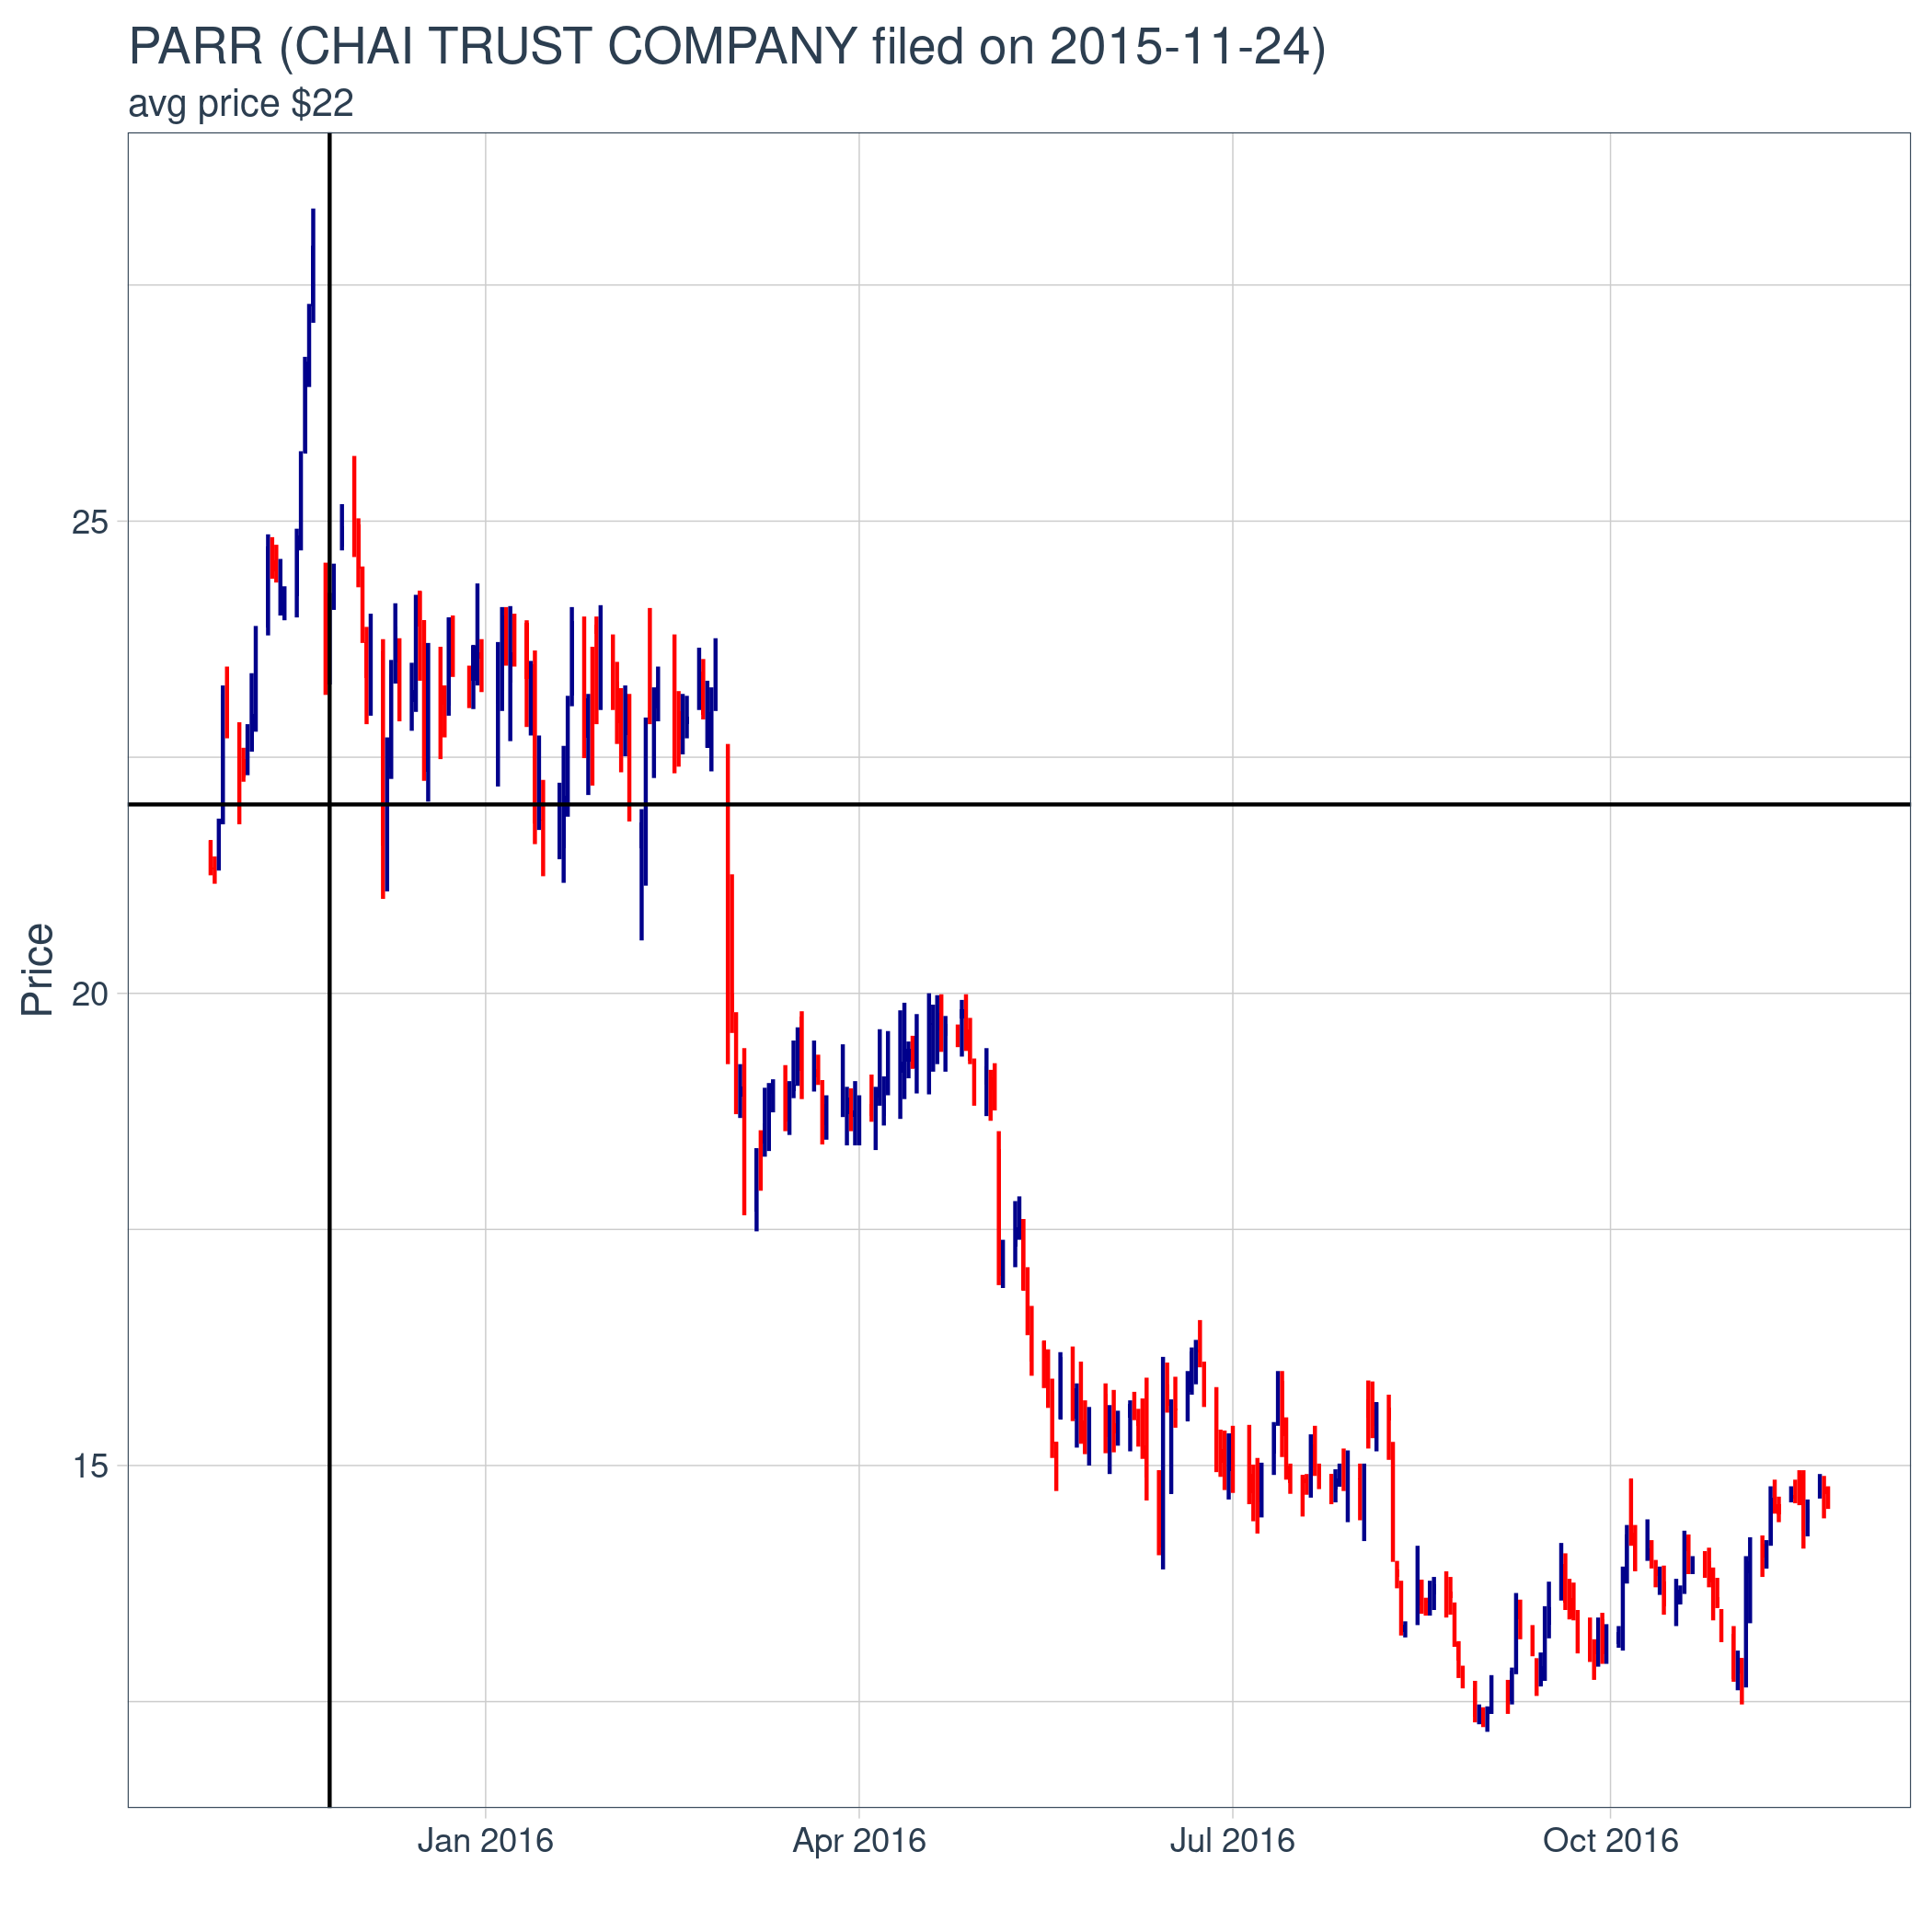 PARR (CHAI TRUST COMPANY filed on 2015-11-24)
avg price $22
25
20
15
Price
Jan 2016
Apr 2016
Jul 2016
Oct 2016